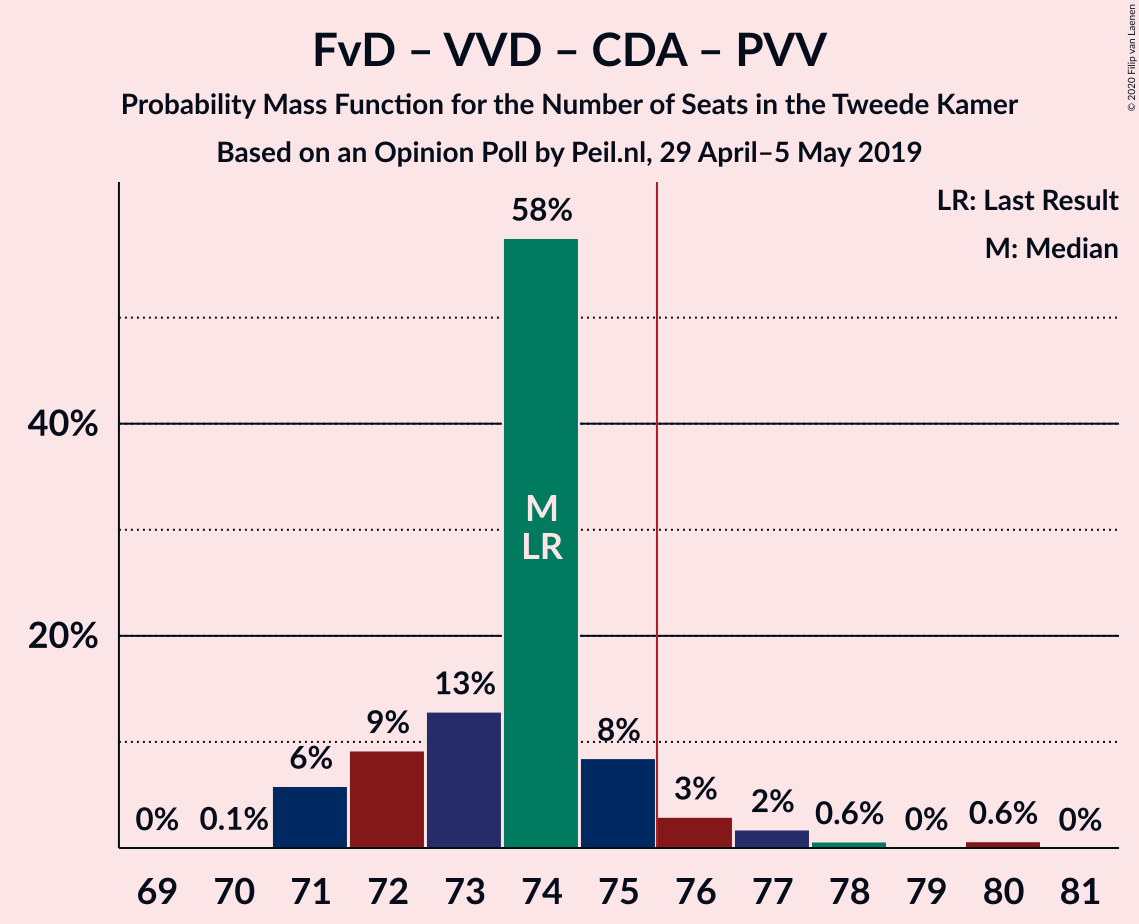 FvD – VVD – CDA – PVV
Probability Mass Function for the Number of Seats in the Tweede Kamer
Based on an Opinion Poll by Peil.nl, 29 April–5 May 2019
© 2020 Filip van Laenen
LR: Last Result
M: Median
40%
20%
0%
0.1%
6%
9%
13%
58%
M
LR
8%
3%
2%
0.6%
0%
0.6%
0%
69 70 71 72 73 74 75 76 77 78 79 80 81